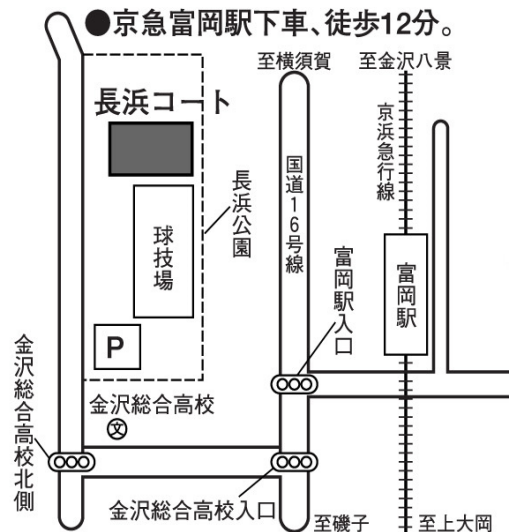 ●京急富岡駅下車、徒歩12分。
至横須賀
至金沢八景
長浜コート
京浜急行線
国道16号線
長浜公園
球技場
富岡駅入口
富岡駅
P
金沢総合高校北側
金沢総合高校
文
金沢総合高校入口
至磯子
至上大岡